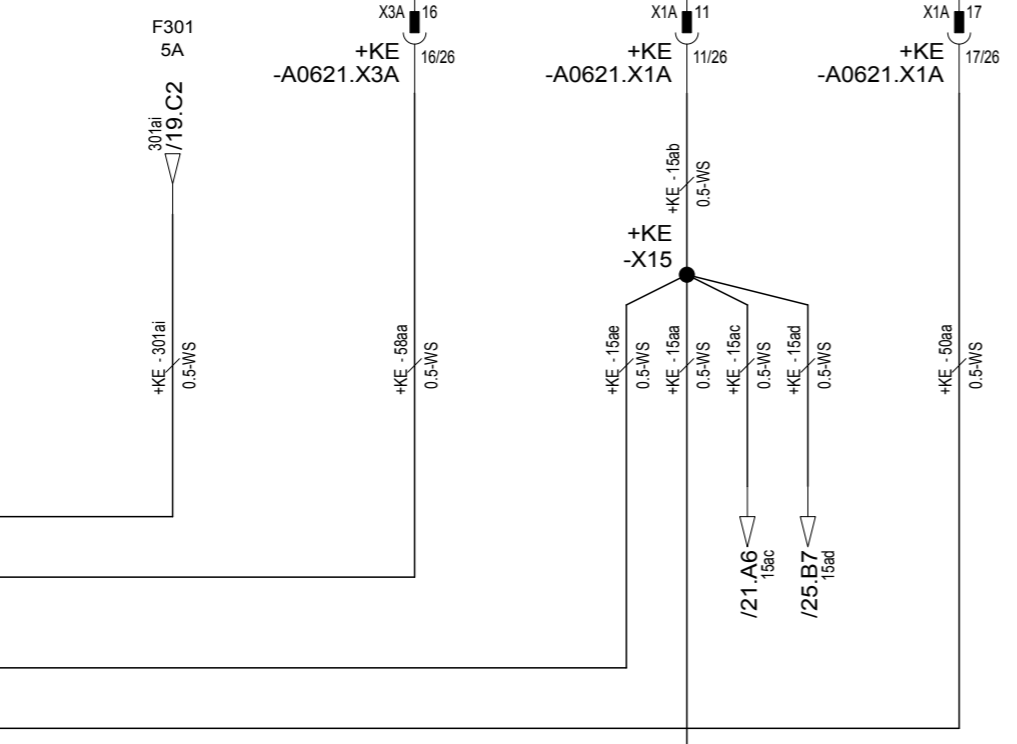 F301
5A
301ai
/19.C2
+KE - 301ai
0.5-WS
X3A 16
+KE
-A0621.X3A
16/26
+KE - 58aa
0.5-WS
X1A 11
+KE
-A0621.X1A
11/26
+KE - 15ab
0.5-WS
+KE
-X15
+KE - 15ae
0.5-WS
+KE - 15aa
0.5-WS
+KE - 15ac
0.5-WS
+KE - 15ad
0.5-WS
/21.A6
15ac
/25.B7
15ad
X1A 17
+KE
-A0621.X1A
17/26
+KE - 50aa
0.5-WS